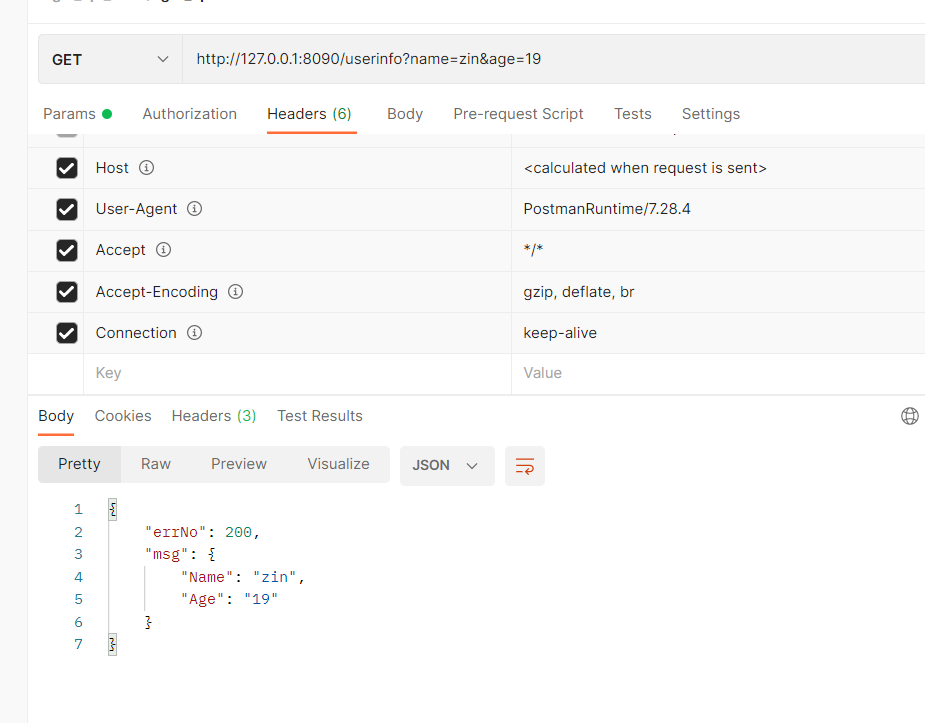 GET http://127.0.0.1:8090/userinfo?name=zin&age=19
Params Authorization Headers (6) Body Pre-request Script Tests Settings
Host <calculated when request is sent>
User-Agent PostmanRuntime/7.28.4
Accept */*
Accept-Encoding gzip, deflate, br
Connection keep-alive
Key Value
Body Cookies Headers (3) Test Results
Pretty Raw Preview Visualize JSON
1 {
2 "errNo": 200,
3 "msg": {
4 "Name": "zin",
5 "Age": "19"
6 }
7 }